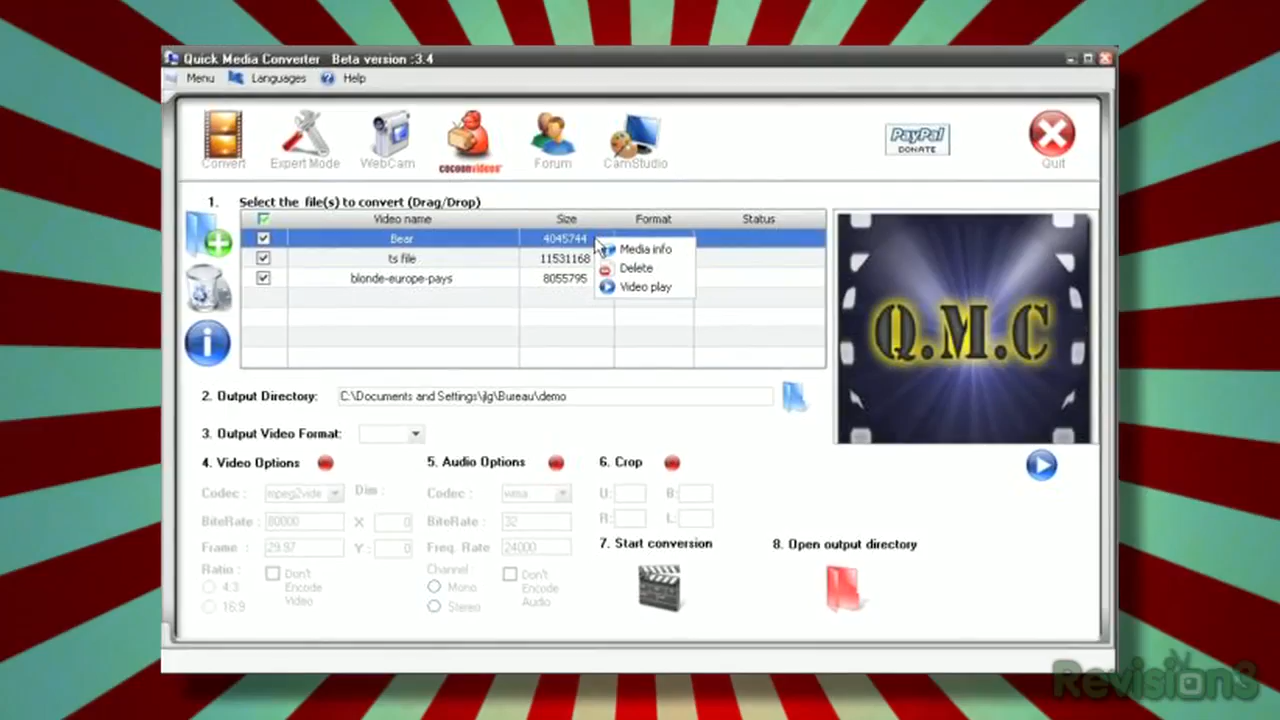 Quick Media Converter Beta version :3.4
Menu Languages Help
Convert Expert Mode WebCam cocoonvideos Forum CamStudio PayPal DONATE Quit
1. Select the file(s) to convert (Drag/Drop)
Video name Size Format Status
Bear 4045744
ts file 11531168
blonde-europe-pays 8055795
Media info
Delete
Video play
Q.M.C
2. Output Directory: C:\Documents and Settings\jlg\Bureau\demo
3. Output Video Format:
4. Video Options 5. Audio Options 6. Crop
Codec : mpeg2vide Dim : Codec : wma U: B:
BiteRate : 80000 X 0 BiteRate : 32 R: L:
Frame : 29.97 Y : 0 Freq. Rate 24000
7. Start conversion 8. Open output directory
Ratio : 4:3 16:9
Don't Encode Video
Channel Mono Stereo
Don't Encode Audio
Revision3